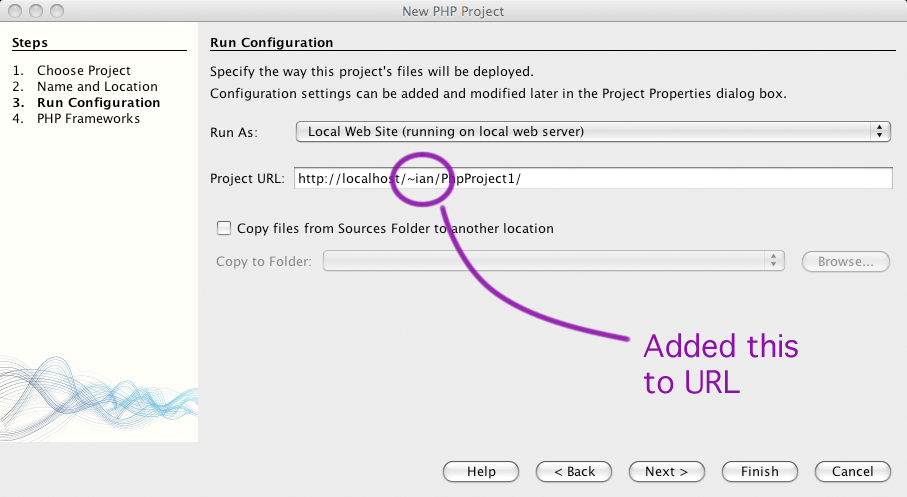 New PHP Project
Steps
1. Choose Project
2. Name and Location
3. Run Configuration
4. PHP Frameworks
Run Configuration
Specify the way this project's files will be deployed.
Configuration settings can be added and modified later in the Project Properties dialog box.
Run As: Local Web Site (running on local web server)
Project URL: http://localhost/~ian/PhpProject1/
Copy files from Sources Folder to another location
Copy to Folder: Browse...
Added this
to URL
Help < Back Next > Finish Cancel